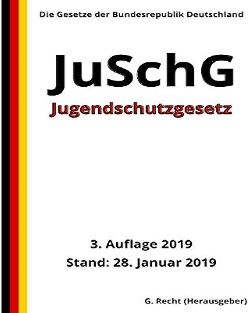 Die Gesetze der Bundesrepublik Deutschland
JuSchG
Jugendschutzgesetz
3. Auflage 2019
Stand: 28. Januar 2019
G. Recht (Herausgeber)